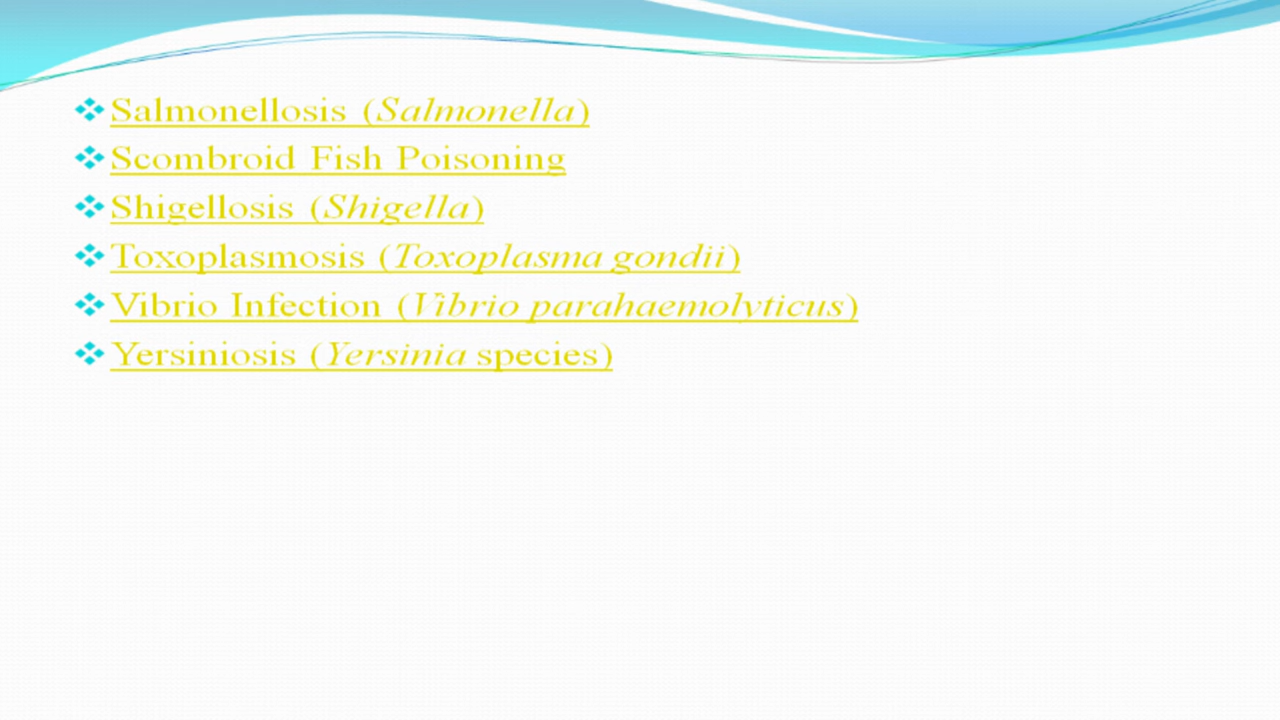 Salmonellosis (Salmonella)
Scombroid Fish Poisoning
Shigellosis (Shigella)
Toxoplasmosis (Toxoplasma gondii)
Vibrio Infection (Vibrio parahaemolyticus)
Yersiniosis (Yersinia species)